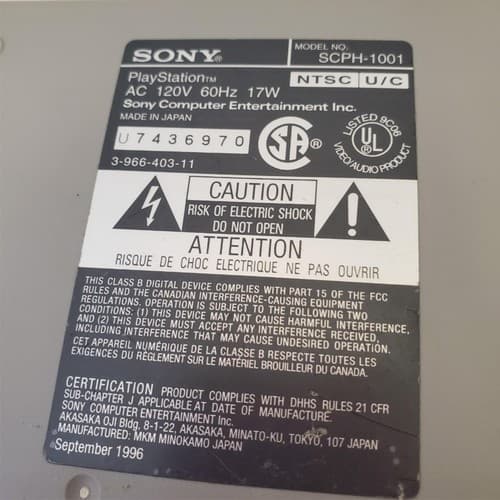 SONY®
MODEL NO. SCPH-1001
PlayStation™
NTSC U/C
AC 120V 60Hz 17W
Sony Computer Entertainment Inc.
MADE IN JAPAN
U7436970
3-966-403-11
SA ®
LISTED 9C06
UL ®
VIDEO/AUDIO PRODUCT
CAUTION
RISK OF ELECTRIC SHOCK
DO NOT OPEN
ATTENTION
RISQUE DE CHOC ELECTRIQUE NE PAS OUVRIR
THIS CLASS B DIGITAL DEVICE COMPLIES WITH PART 15 OF THE FCC
RULES AND THE CANADIAN INTERFERENCE-CAUSING EQUIPMENT
REGULATIONS. OPERATION IS SUBJECT TO THE FOLLOWING TWO
CONDITIONS: (1) THIS DEVICE MAY NOT CAUSE HARMFUL INTERFERENCE,
AND (2) THIS DEVICE MUST ACCEPT ANY INTERFERENCE RECEIVED,
INCLUDING INTERFERENCE THAT MAY CAUSE UNDESIRED OPERATION.
CET APPAREIL NUMÉRIQUE DE LA CLASSE B RESPECTE TOUTES LES
EXIGENCES DU RÈGLEMENT SUR LE MATÉRIEL BROUILLEUR DU CANADA.
CERTIFICATION PRODUCT COMPLIES WITH DHHS RULES 21 CFR
SUB-CHAPTER J APPLICABLE AT DATE OF MANUFACTURE.
SONY COMPUTER ENTERTAINMENT Inc.
AKASAKA OJI Bldg, 8-1-22, AKASAKA, MINATO-KU, TOKYO, 107 JAPAN
MANUFACTURED: MKM MINOKAMO JAPAN
September 1996